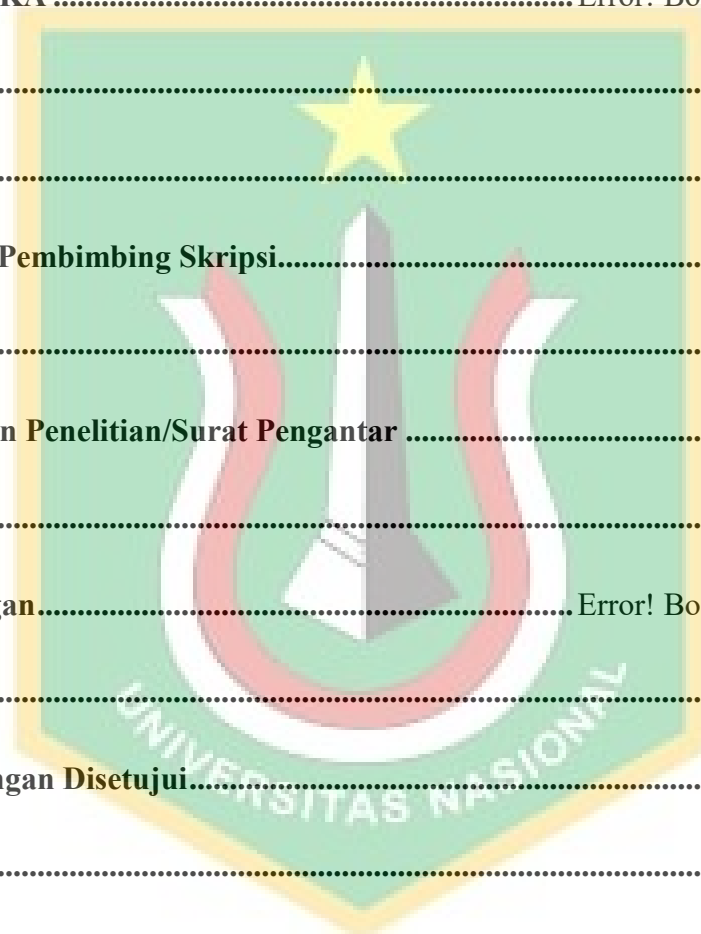 KA ........................................................................ Error! Bo
................................................................................................
................................................................................................
Pembimbing Skripsi..........................................................
................................................................................................
n Penelitian/Surat Pengantar .........................................
................................................................................................
gan.......................................................................... Error! Bo
................................................................................................
ngan Disetujui......................................................................
................................................................................................
UNIVERSITAS NASIONAL